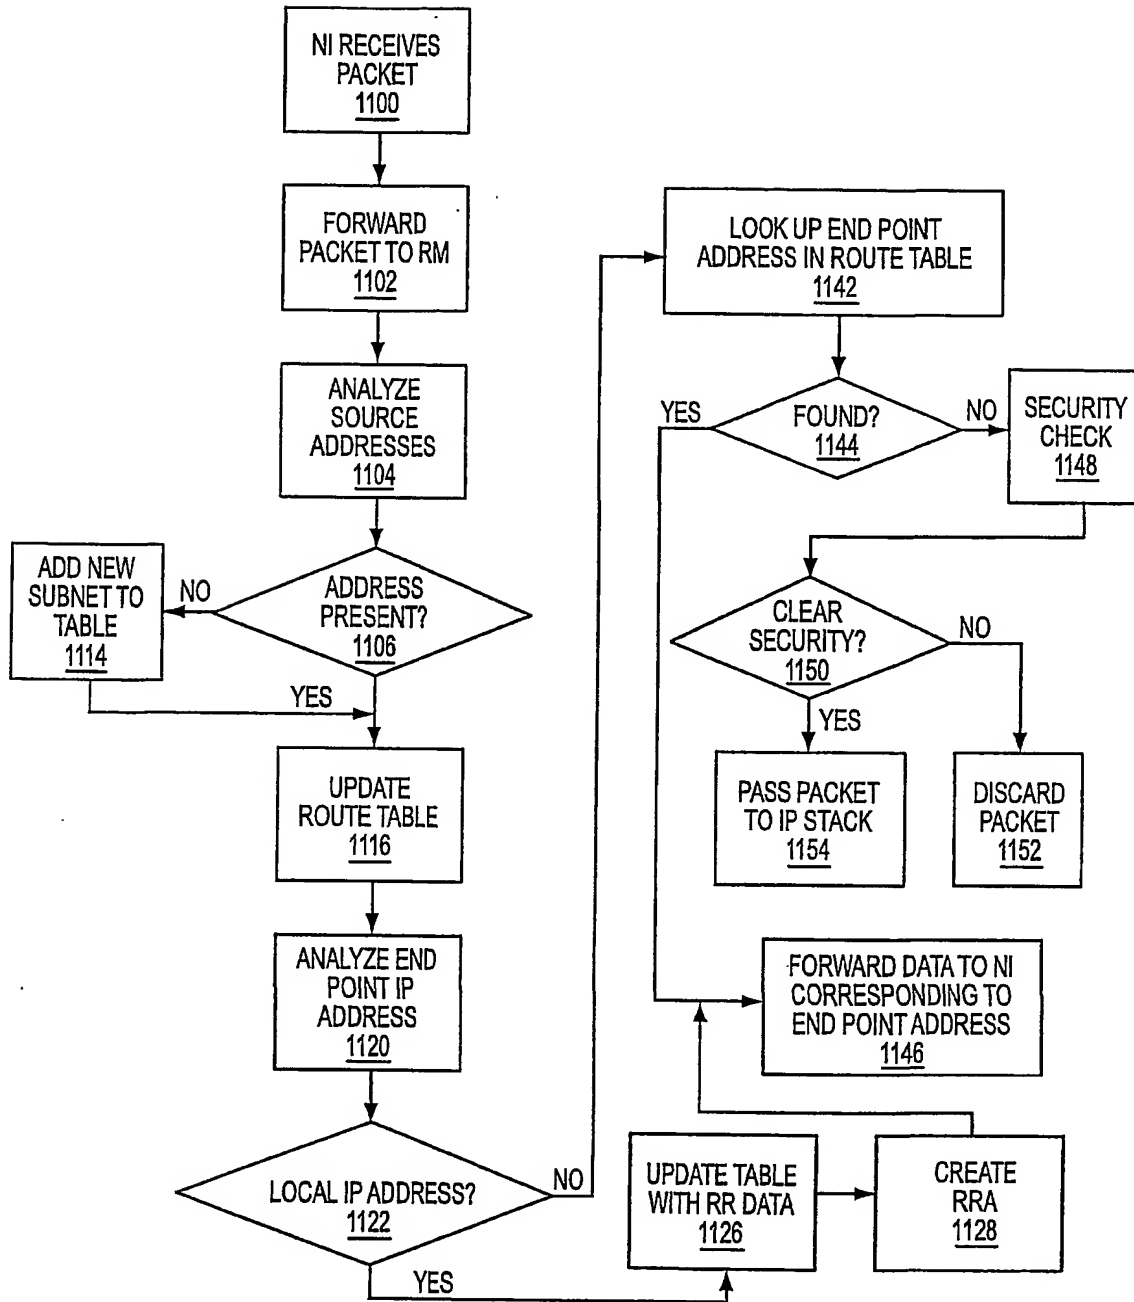 NI RECEIVES
PACKET
1100
FORWARD
PACKET TO RM
1102
ANALYZE
SOURCE
ADDRESSES
1104
ADDRESS
PRESENT?
1106
NO
ADD NEW
SUBNET TO
TABLE
1114
YES
UPDATE
ROUTE TABLE
1116
ANALYZE END
POINT IP
ADDRESS
1120
LOCAL IP ADDRESS?
1122
NO
YES
LOOK UP END POINT
ADDRESS IN ROUTE TABLE
1142
YES
FOUND?
1144
NO
SECURITY
CHECK
1148
CLEAR
SECURITY?
1150
NO
YES
PASS PACKET
TO IP STACK
1154
DISCARD
PACKET
1152
FORWARD DATA TO NI
CORRESPONDING TO
END POINT ADDRESS
1146
UPDATE TABLE
WITH RR DATA
1126
CREATE
RRA
1128